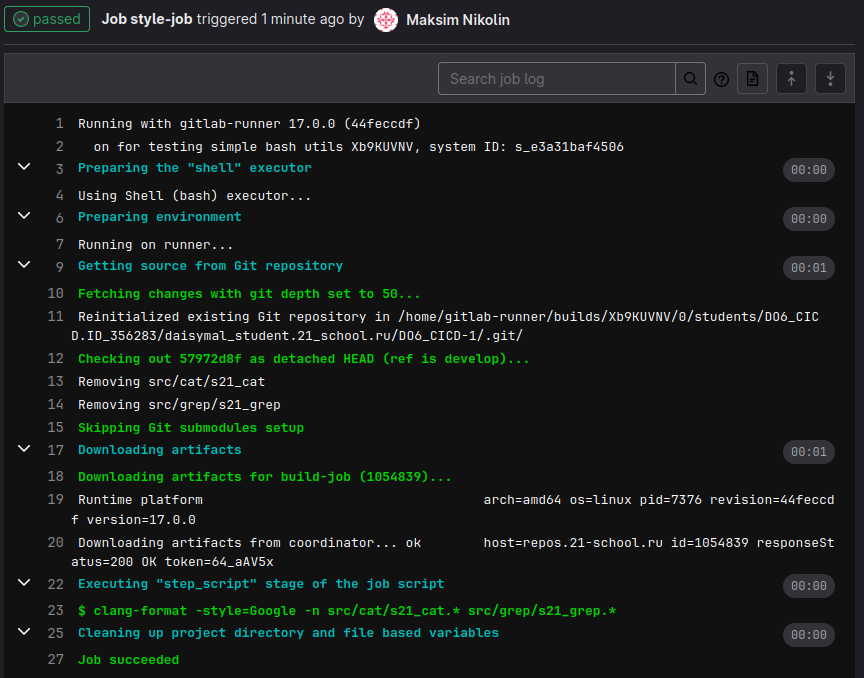 passed Job style-job triggered 1 minute ago by Maksim Nikolin
Search job log
1 Running with gitlab-runner 17.0.0 (44feccdf)
2 on for testing simple bash utils Xb9KUVNV, system ID: s_e3a31baf4506
3 Preparing the "shell" executor 00:00
4 Using Shell (bash) executor...
6 Preparing environment 00:00
7 Running on runner...
9 Getting source from Git repository 00:01
10 Fetching changes with git depth set to 50...
11 Reinitialized existing Git repository in /home/gitlab-runner/builds/Xb9KUVNV/0/students/DO6_CIC
D.ID_356283/daisymal_student.21_school.ru/DO6_CICD-1/.git/
12 Checking out 57972d8f as detached HEAD (ref is develop)...
13 Removing src/cat/s21_cat
14 Removing src/grep/s21_grep
15 Skipping Git submodules setup
17 Downloading artifacts 00:01
18 Downloading artifacts for build-job (1054839)...
19 Runtime platform arch=amd64 os=linux pid=7376 revision=44feccd
f version=17.0.0
20 Downloading artifacts from coordinator... ok host=repos.21-school.ru id=1054839 responseSt
atus=200 OK token=64_aAV5x
22 Executing "step_script" stage of the job script 00:00
23 $ clang-format -style=Google -n src/cat/s21_cat.* src/grep/s21_grep.*
25 Cleaning up project directory and file based variables 00:00
27 Job succeeded